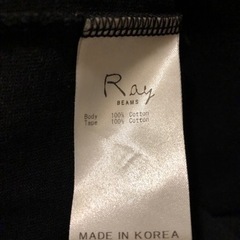 Ray
BEAMS
Body 100% Cotton
Tape 100% Cotton
MADE IN KOREA